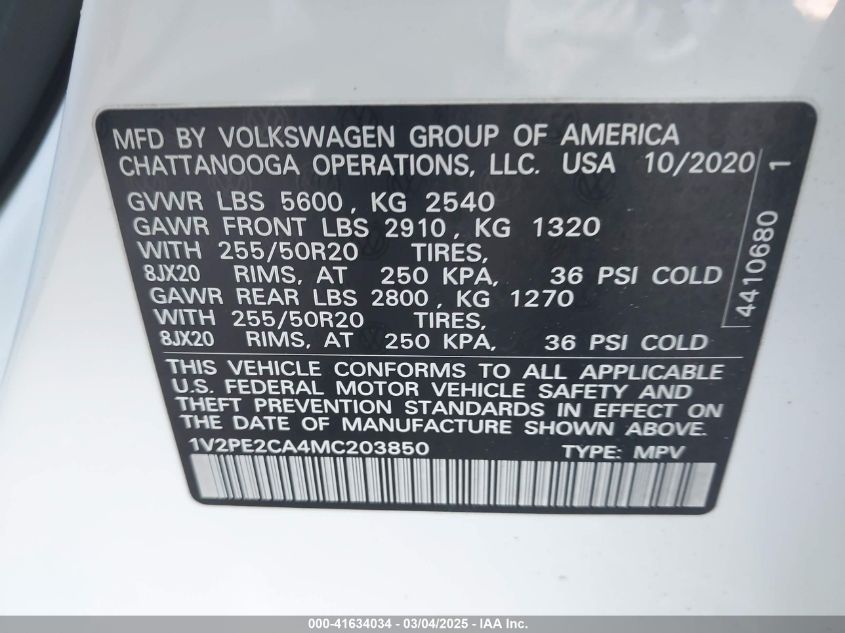 MFD BY VOLKSWAGEN GROUP OF AMERICA
CHATTANOOGA OPERATIONS, LLC. USA 10/2020
GVWR LBS 5600, KG 2540
GAWR FRONT LBS 2910, KG 1320
WITH 255/50R20 TIRES,
8JX20 RIMS, AT 250 KPA, 36 PSI COLD
GAWR REAR LBS 2800, KG 1270
WITH 255/50R20 TIRES,
8JX20 RIMS, AT 250 KPA, 36 PSI COLD
4410680 1
THIS VEHICLE CONFORMS TO ALL APPLICABLE
U.S. FEDERAL MOTOR VEHICLE SAFETY AND
THEFT PREVENTION STANDARDS IN EFFECT ON
THE DATE OF MANUFACTURE SHOWN ABOVE.
1V2PE2CA4MC203850 TYPE: MPV
000-41634034 - 03/04/2025 - IAA Inc.